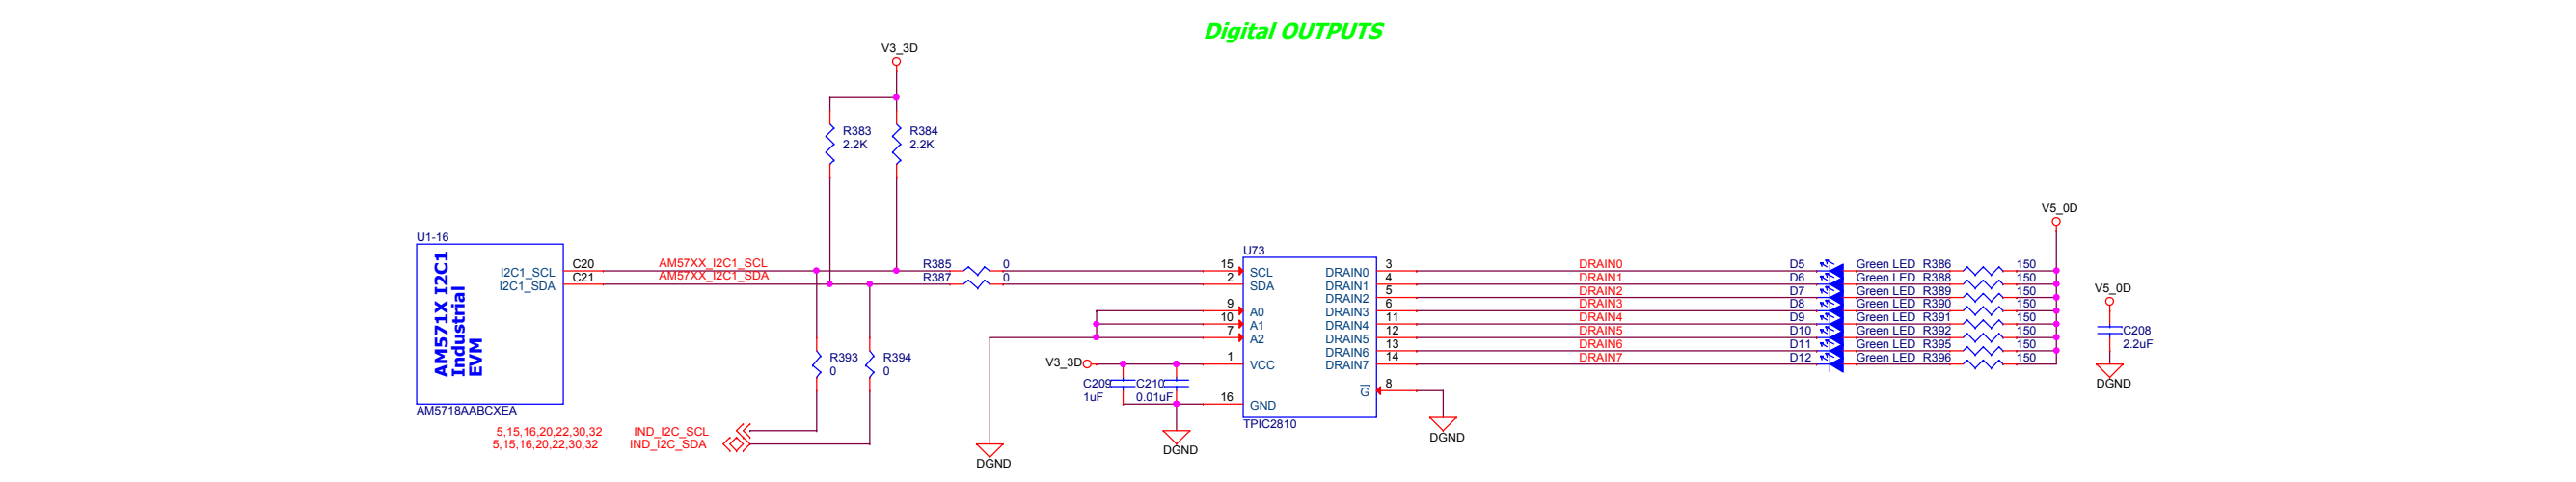 Digital OUTPUTS
V3_3D
R383
2.2K
R384
2.2K
U1-16
AM571X I2C1
Industrial
EVM
I2C1_SCL
I2C1_SDA
C20
C21
AM57XX_I2C1_SCL
AM57XX_I2C1_SDA
R385 0
R387 0
R393
0
R394
0
AM5718AABCXEA
5,15,16,20,22,30,32 IND_I2C_SCL
5,15,16,20,22,30,32 IND_I2C_SDA
DGND
V3_3D
C209
1uF
C210
0.01uF
DGND
U73
15 SCL
2 SDA
9 A0
10 A1
7 A2
1 VCC
16 GND
DRAIN0 3
DRAIN1 4
DRAIN2 5
DRAIN3 6
DRAIN4 11
DRAIN5 12
DRAIN6 13
DRAIN7 14
G 8
TPIC2810
DGND
DRAIN0 D5 Green LED R386 150
DRAIN1 D6 Green LED R388 150
DRAIN2 D7 Green LED R389 150
DRAIN3 D8 Green LED R390 150
DRAIN4 D9 Green LED R391 150
DRAIN5 D10 Green LED R392 150
DRAIN6 D11 Green LED R395 150
DRAIN7 D12 Green LED R396 150
V5_0D
V5_0D
C208
2.2uF
DGND